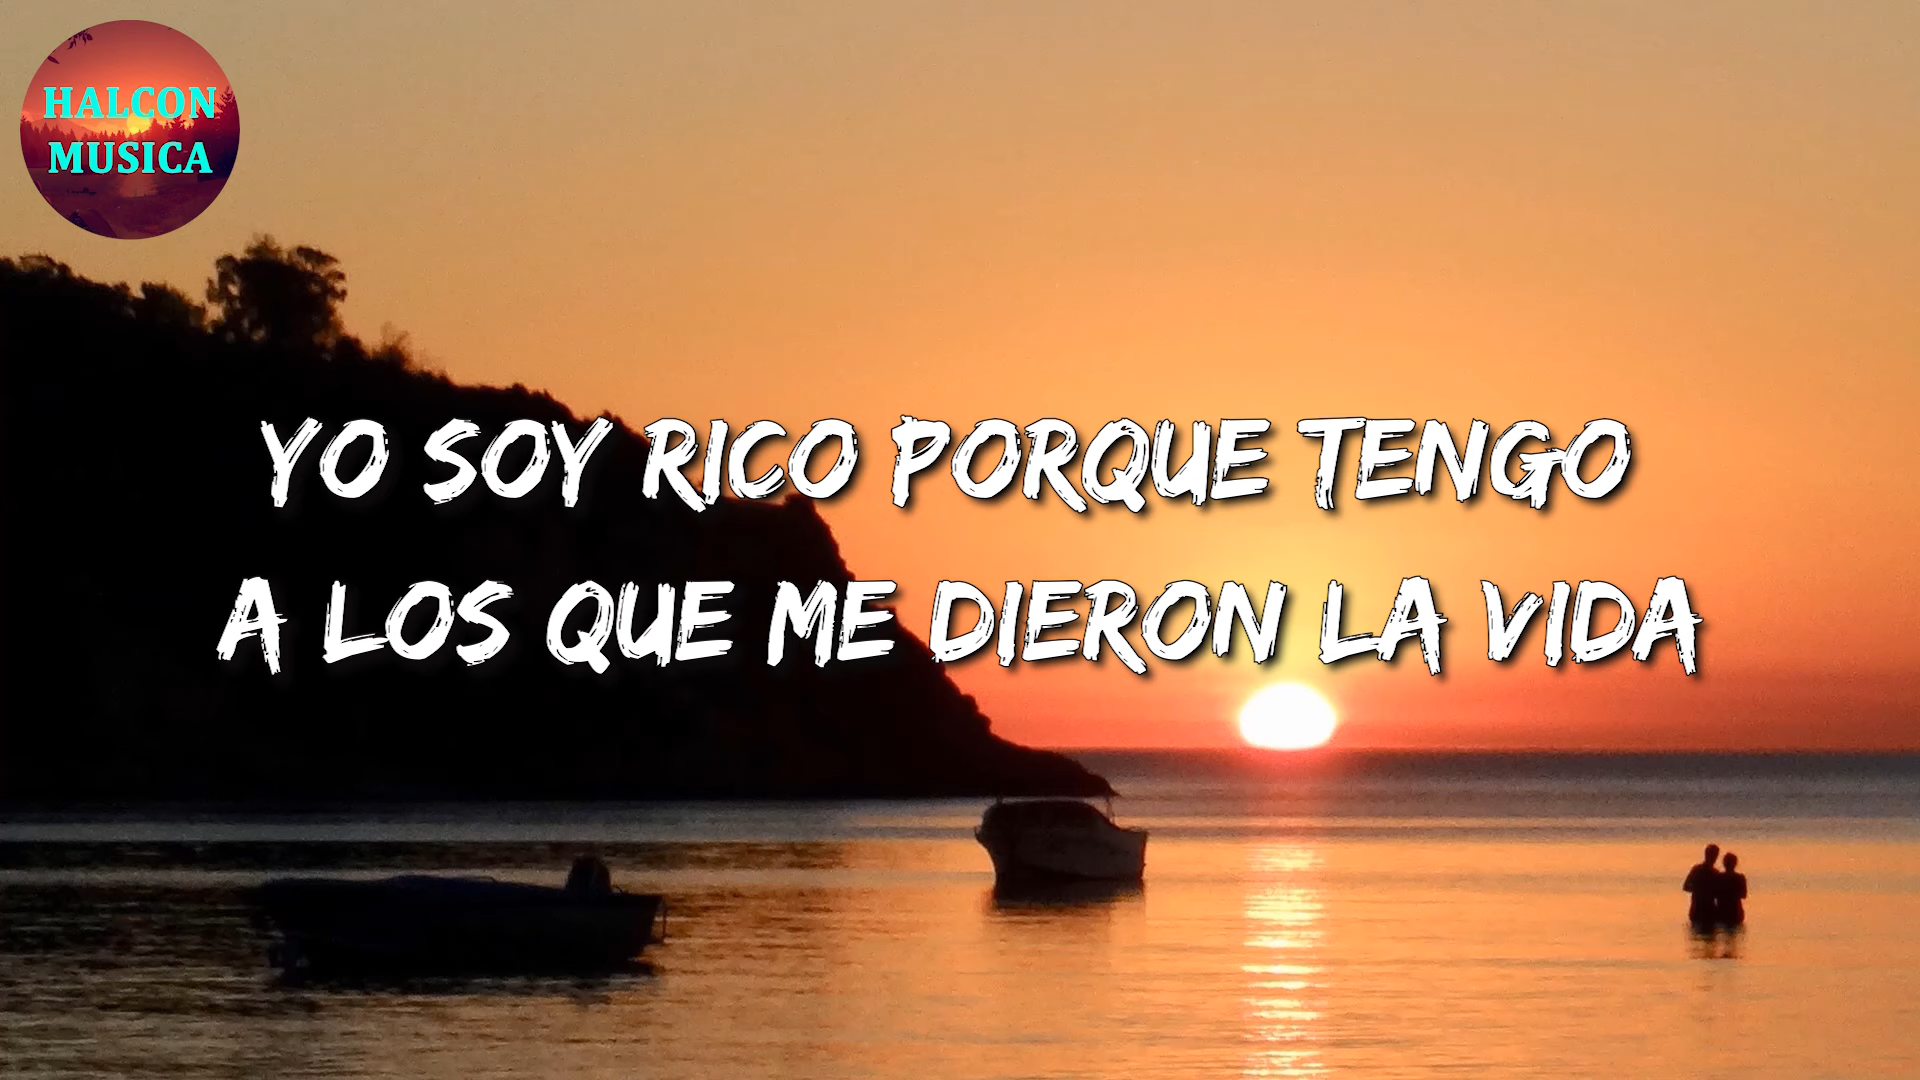 HALCON
MUSICA
YO SOY RICO PORQUE TENGO
A LOS QUE ME DIERON LA VIDA